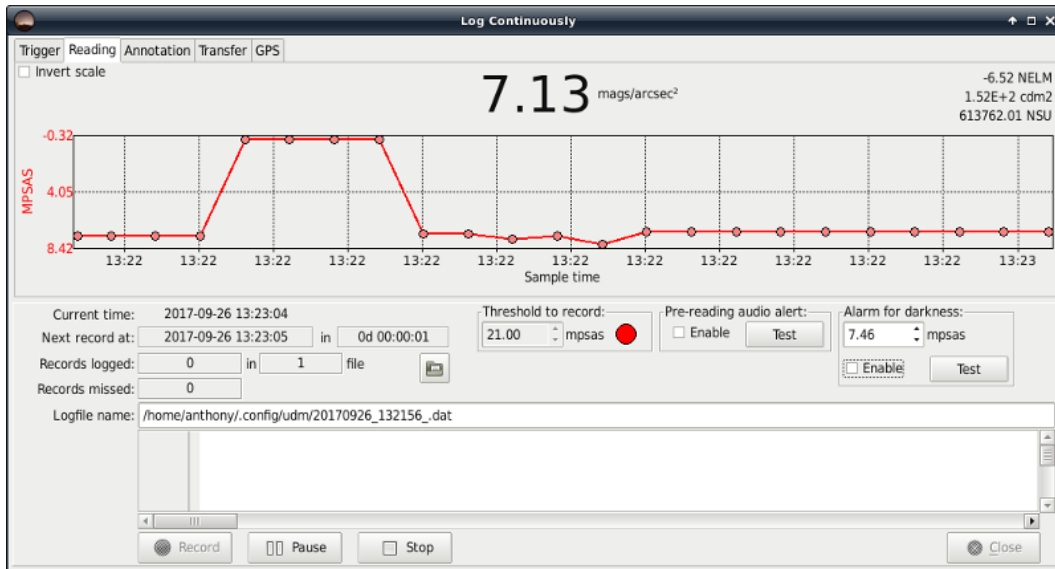 Log Continuously
Trigger Reading Annotation Transfer GPS
Invert scale
7.13 mags/arcsec²
-6.52 NELM
1.52E+2 cdm2
613762.01 NSU
MPSAS
-0.32
4.05
8.42
13:22 13:22 13:22 13:22 13:22 13:22 13:22 13:22 13:22 13:22 13:22 13:22 13:23
Sample time
Current time: 2017-09-26 13:23:04
Next record at: 2017-09-26 13:23:05 in 0d 00:00:01
Records logged: 0 in 1 file
Records missed: 0
Threshold to record:
21.00 mpsas
Pre-reading audio alert:
Enable Test
Alarm for darkness:
7.46 mpsas
Enable Test
Logfile name: /home/anthony/.config/udm/20170926_132156_.dat
Record Pause Stop Close